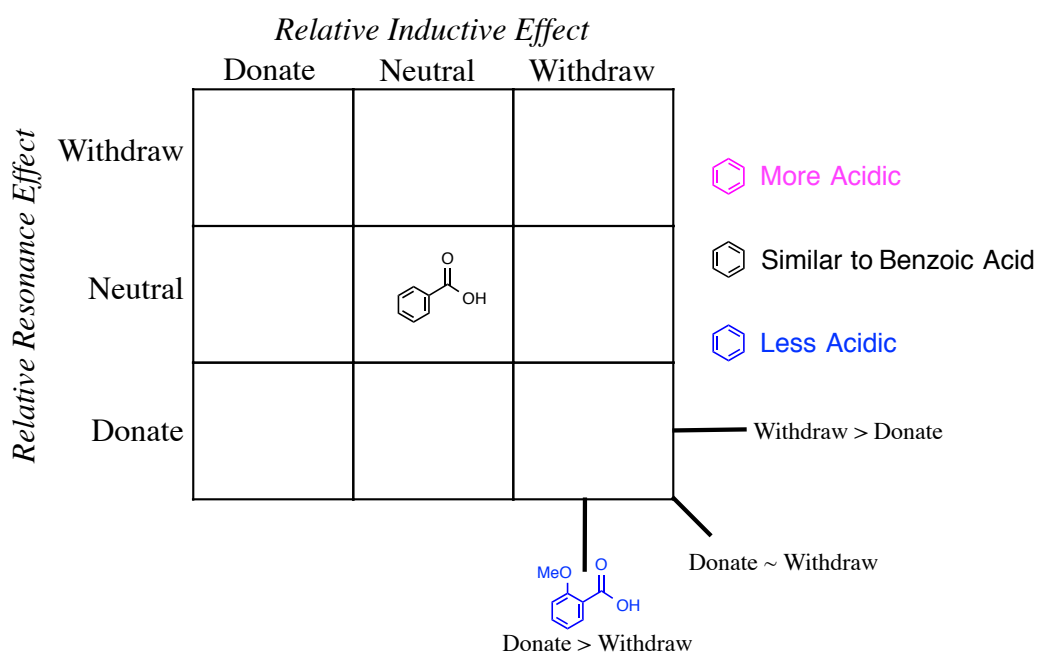 Relative Inductive Effect
Donate Neutral Withdraw
Relative Resonance Effect
Withdraw
Neutral
Donate
O
OH
More Acidic
Similar to Benzoic Acid
Less Acidic
Withdraw > Donate
Donate ~ Withdraw
MeO O
OH
Donate > Withdraw